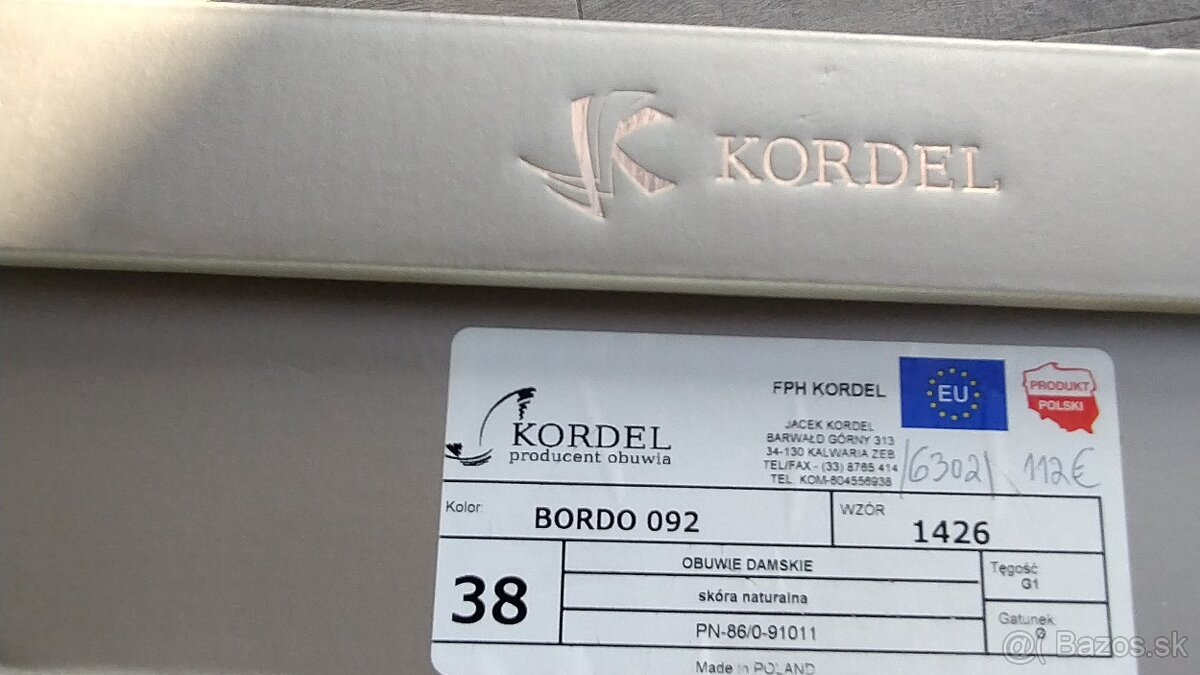 KORDEL
KORDEL
producent obuwia
FPH KORDEL
EU
PRODUKT
POLSKI
JACEK KORDEL
BARWAŁD GÓRNY 313
34-130 KALWARIA ZEB
TEL/FAX - (33) 8765 414
TEL. KOM-604556938
/6302/ 112€
Kolor:
BORDO 092
WZÓR
1426
38
OBUWIE DAMSKIE
skóra naturalna
PN-86/0-91011
Tęgość
G1
Gatunek
Made in POLAND
Bazos.sk